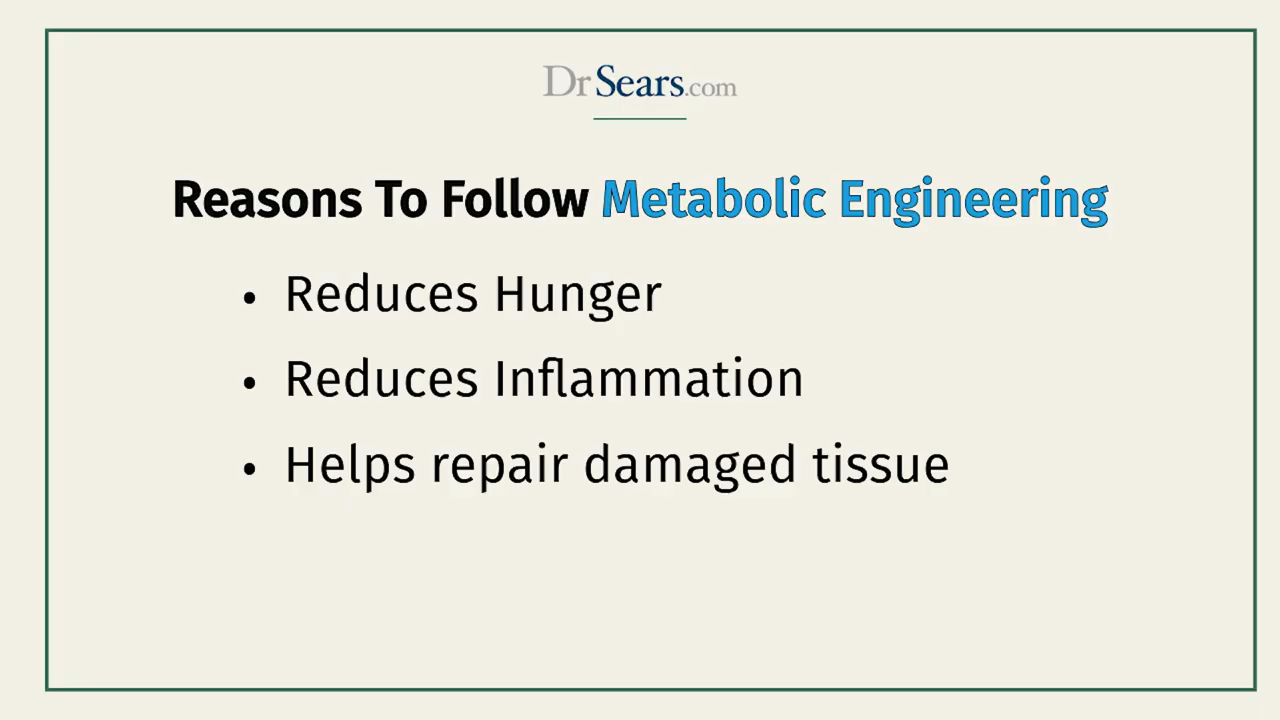 DrSears.com
Reasons To Follow Metabolic Engineering
• Reduces Hunger
• Reduces Inflammation
• Helps repair damaged tissue